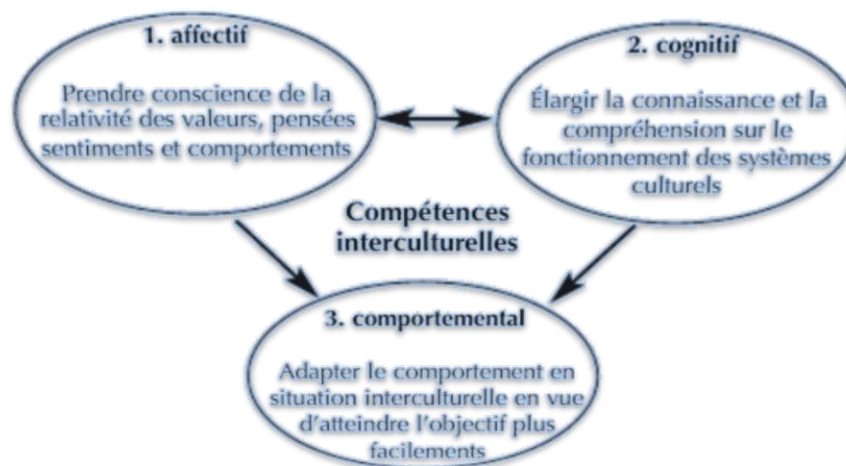 1. affectif
Prendre conscience de la
relativité des valeurs, pensées
sentiments et comportements
2. cognitif
Élargir la connaissance et la
compréhension sur le
fonctionnement des systèmes
culturels
Compétences
interculturelles
3. comportemental
Adapter le comportement en
situation interculturelle en vue
d'atteindre l'objectif plus
facilements